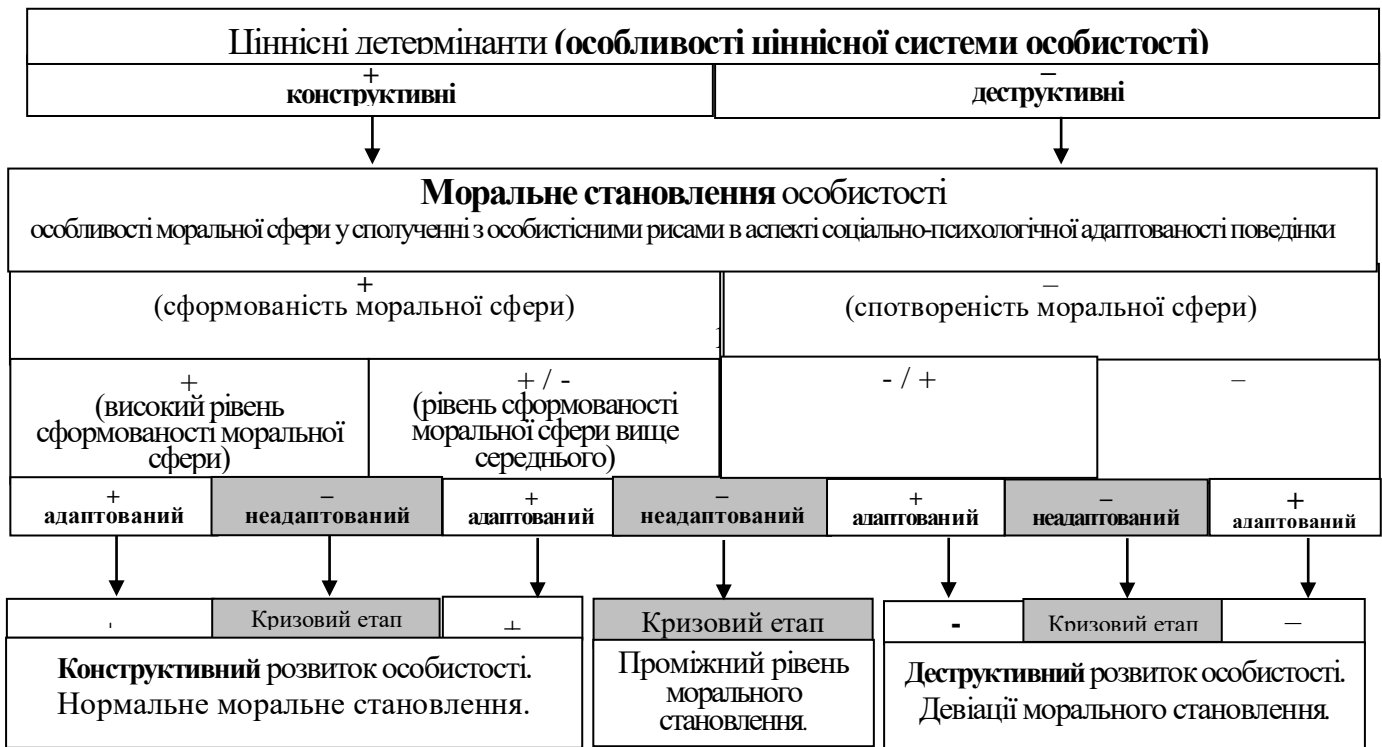 Ціннісні детермінанти (особливості ціннісної системи особистості)
+ –
конструктивні деструктивні
Моральне становлення особистості
особливості моральної сфери у сполученні з особистісними рисами в аспекті соціально-психологічної адаптованості поведінки
+ –
(сформованість моральної сфери) (спотвореність моральної сфери)
+ + / - - / + –
(високий рівень (рівень сформованості
сформованості моральної моральної сфери вище
сфери) середнього)
+ – + – + – +
адаптований неадаптований адаптований неадаптований адаптований неадаптований адаптований
Кризовий етап + Кризовий етап - Кризовий етап –
Конструктивний розвиток особистості.
Нормальне моральне становлення.
Проміжний рівень
морального
становлення.
Деструктивний розвиток особистості.
Девіації морального становлення.